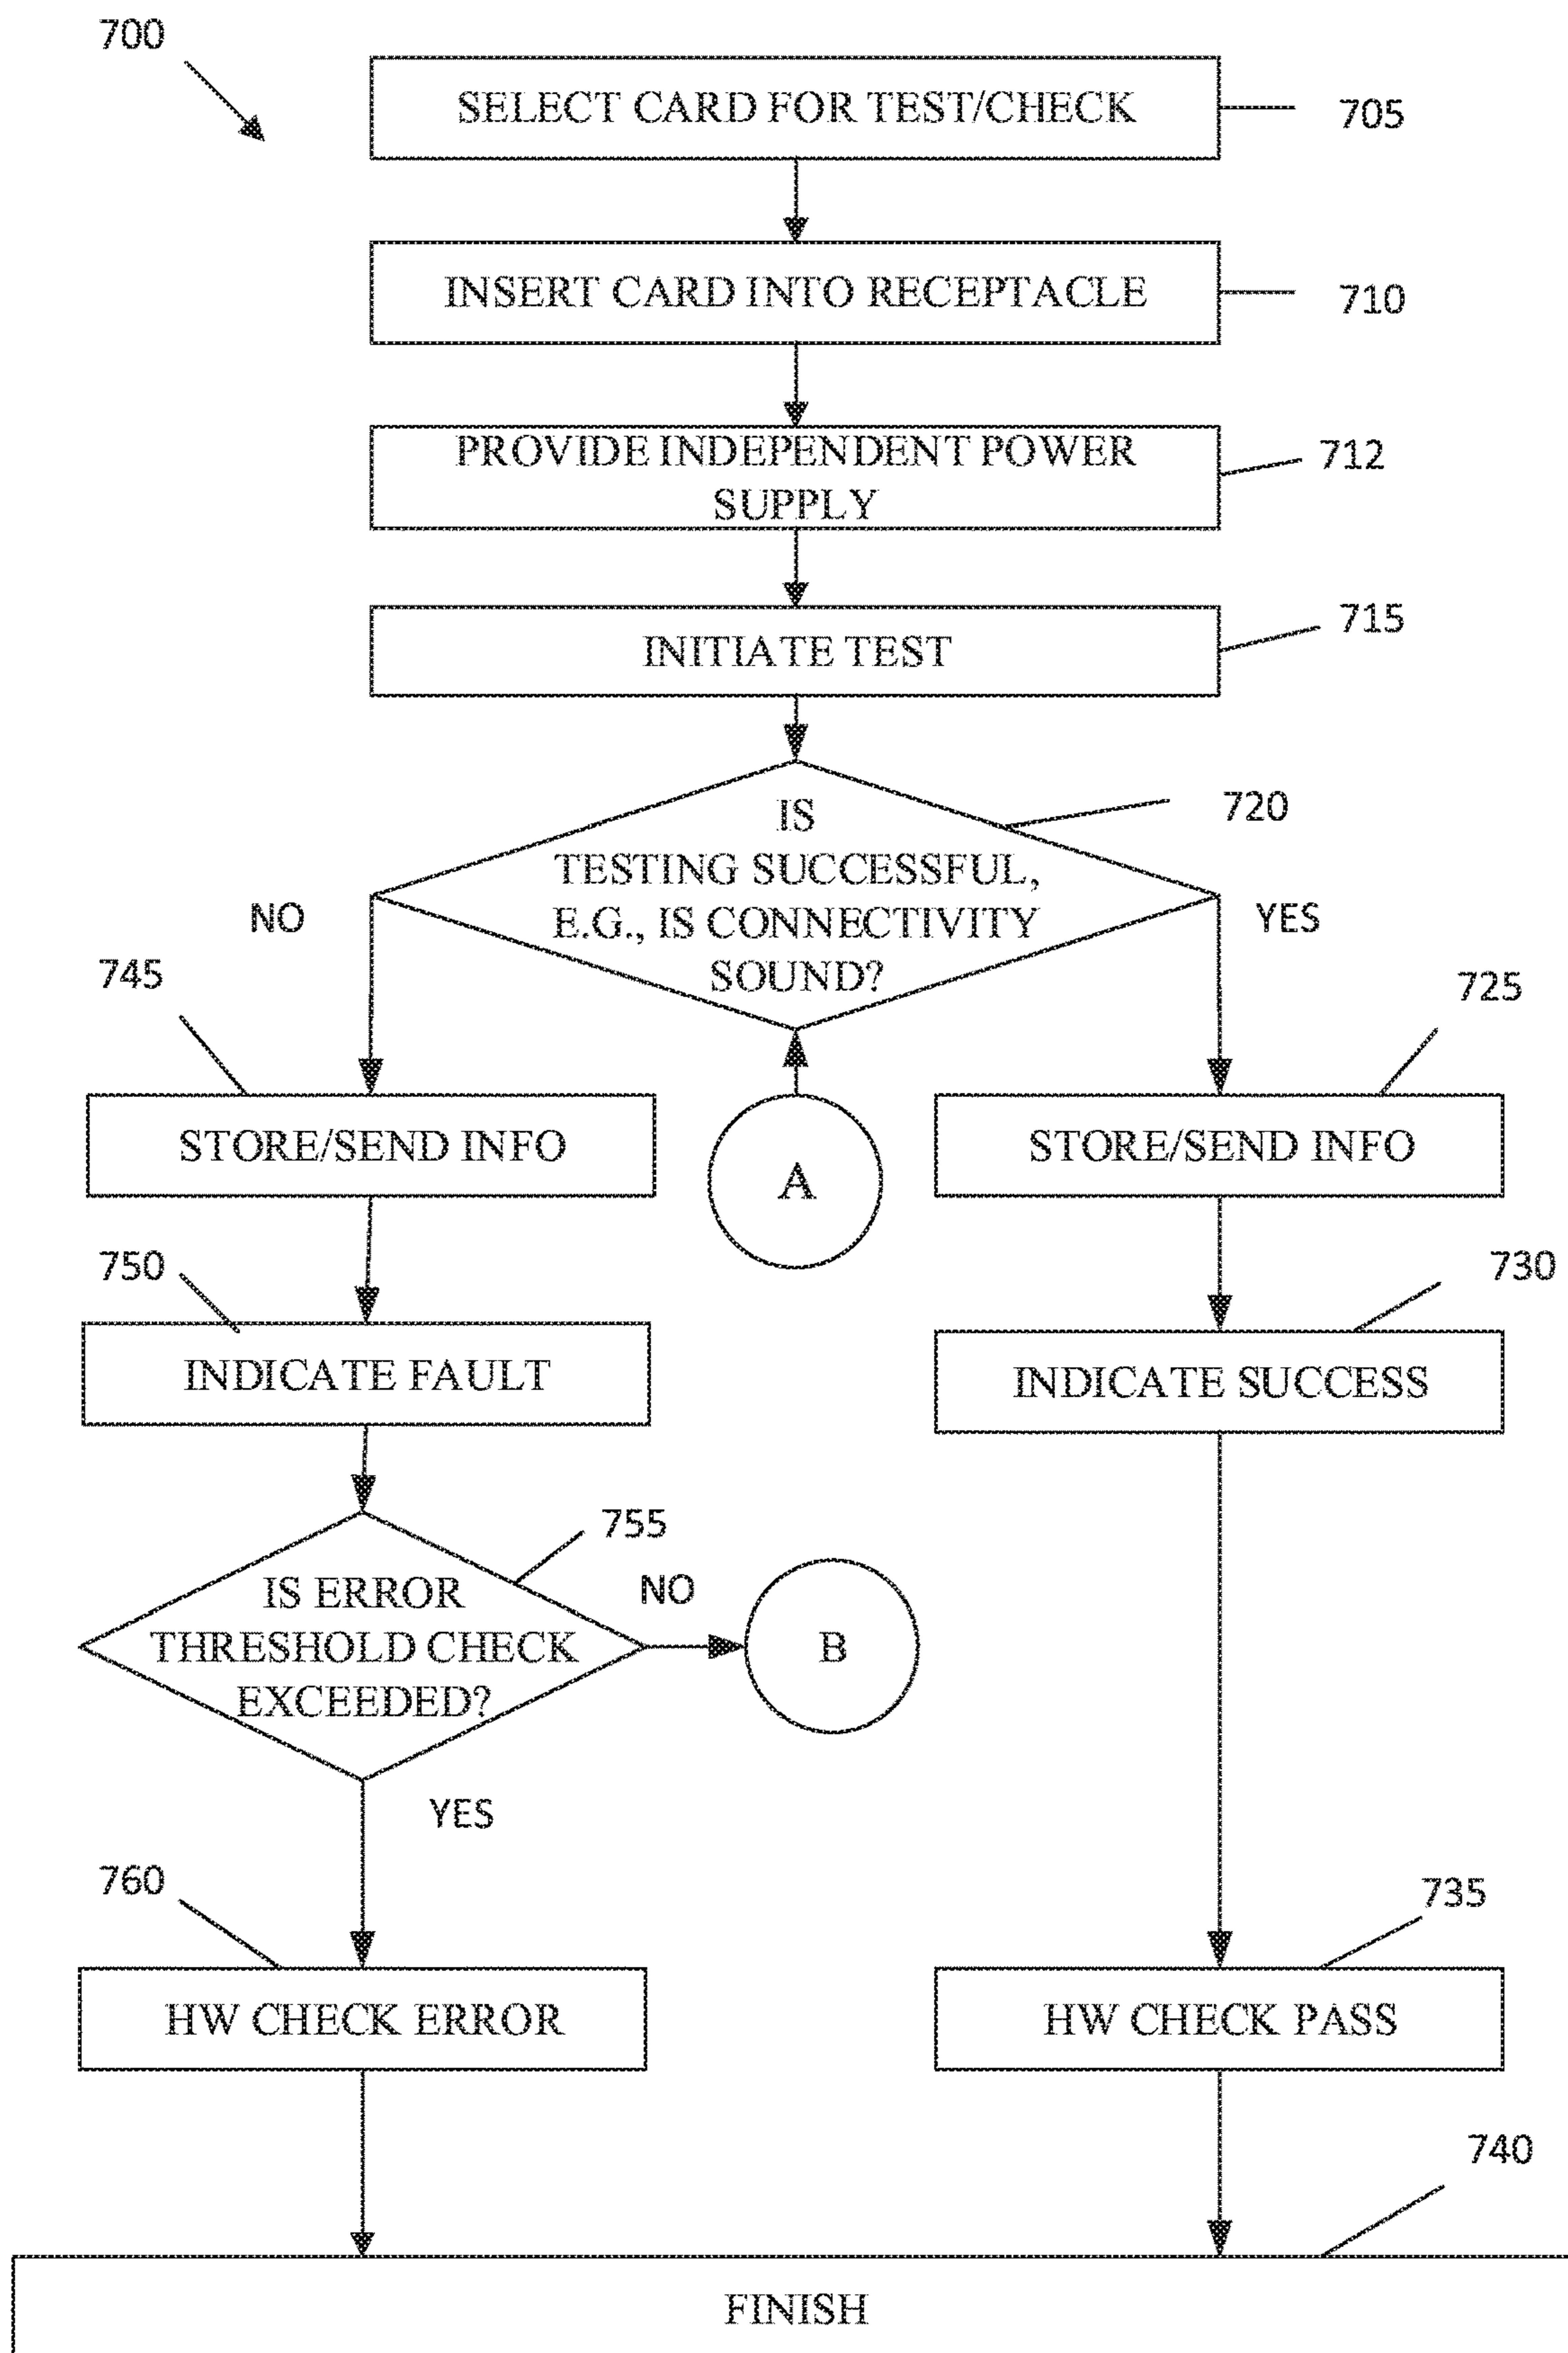 700
SELECT CARD FOR TEST/CHECK
705
INSERT CARD INTO RECEPTACLE
710
PROVIDE INDEPENDENT POWER
SUPPLY
712
INITIATE TEST
715
IS
TESTING SUCCESSFUL,
E.G., IS CONNECTIVITY
SOUND?
720
NO
YES
745
725
STORE/SEND INFO
A
STORE/SEND INFO
750
730
INDICATE FAULT
INDICATE SUCCESS
755
IS ERROR
THRESHOLD CHECK
EXCEEDED?
NO
B
YES
760
735
HW CHECK ERROR
HW CHECK PASS
740
FINISH